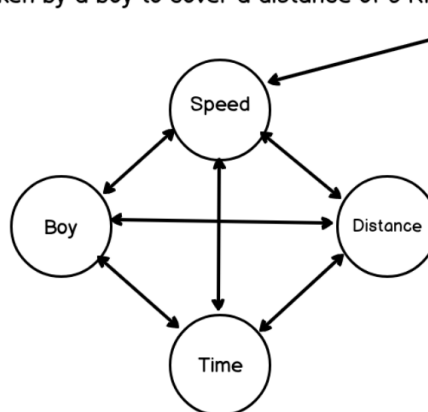 by a boy to cover a distance of
Speed
Boy
Distance
Time